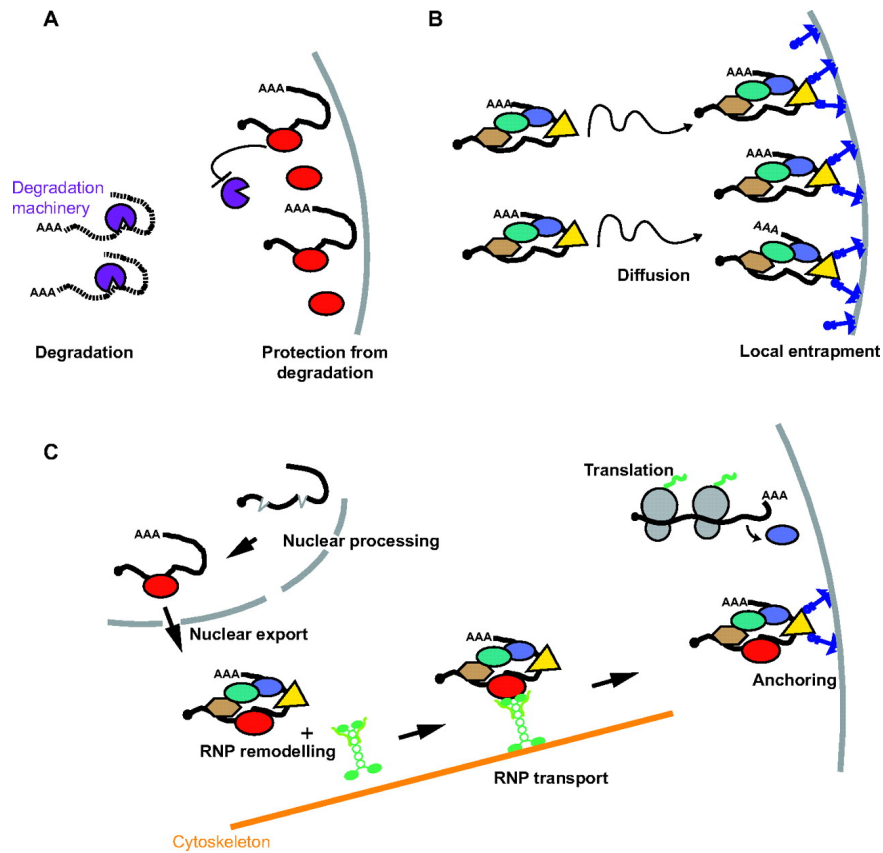 A
AAA
Degradation
machinery
AAA
AAA
AAA
Degradation
Protection from
degradation
B
AAA
AAA
AAA
AAA
AAA
Diffusion
Local entrapment
C
AAA
Nuclear processing
Nuclear export
AAA
+
RNP remodelling
AAA
RNP transport
Cytoskeleton
Translation
AAA
AAA
Anchoring